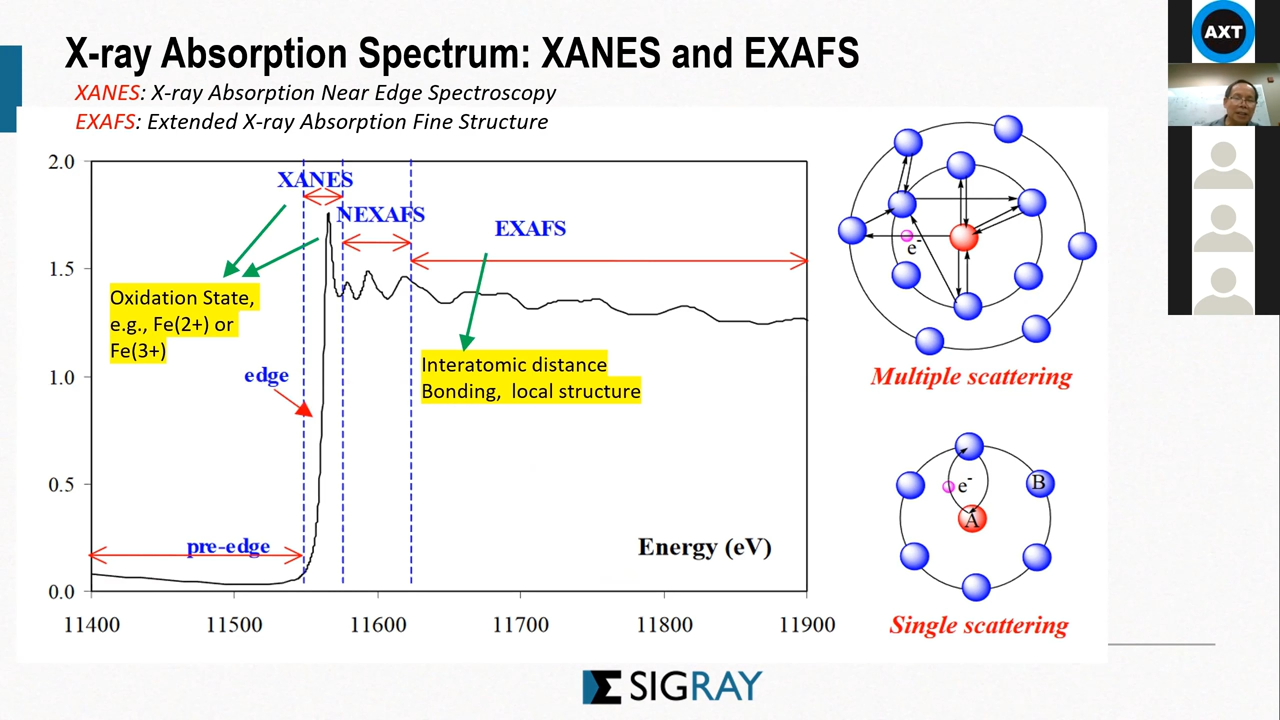 X-ray Absorption Spectrum: XANES and EXAFS
XANES: X-ray Absorption Near Edge Spectroscopy
EXAFS: Extended X-ray Absorption Fine Structure
AXT
2.0
1.5
1.0
0.5
0.0
XANES
NEXAFS
EXAFS
Oxidation State,
e.g., Fe(2+) or
Fe(3+)
edge
Interatomic distance
Bonding, local structure
pre-edge
Energy (eV)
11400 11500 11600 11700 11800 11900
e-
Multiple scattering
e-
B
A
Single scattering
SIGRAY